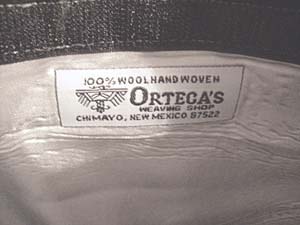 100% WOOL HAND WOVEN
ORTEGA'S
WEAVING SHOP
CHIMAYO, NEW MEXICO 87522